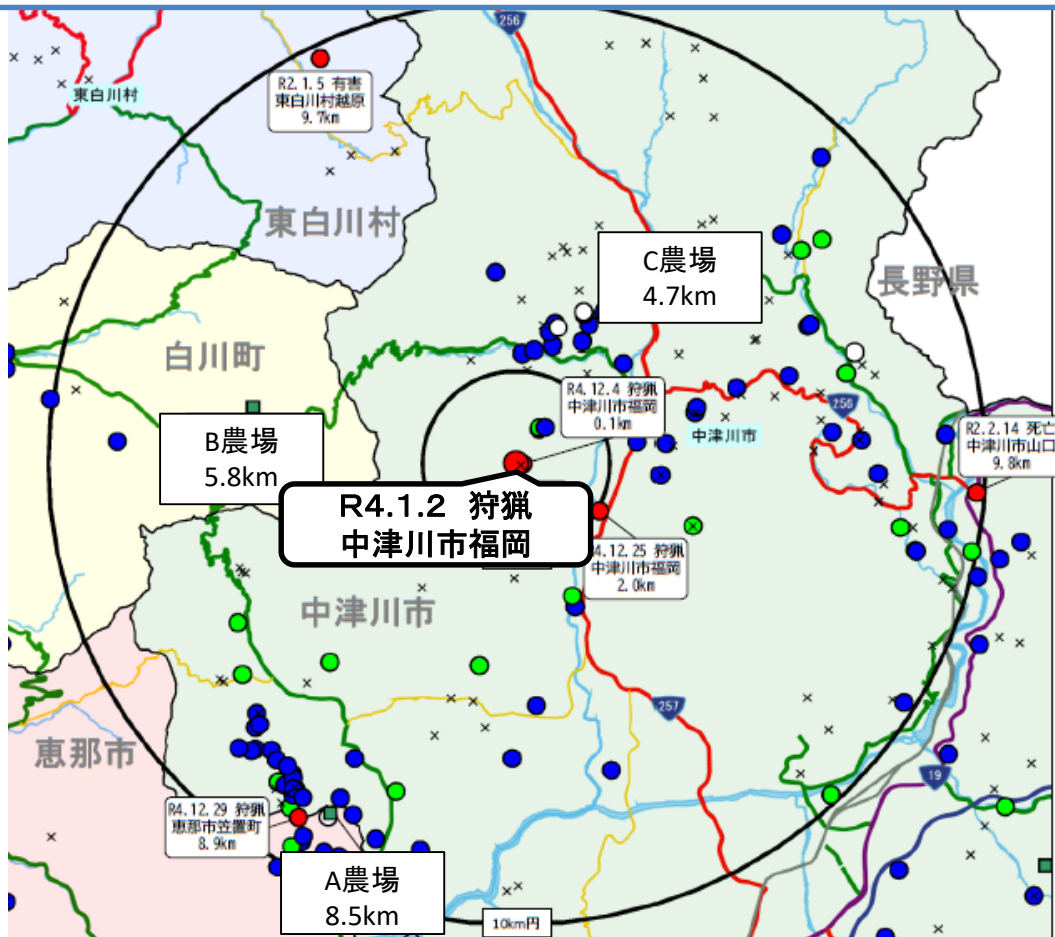 256
R2.1.5 有害
東白川村越原
9.7km
東白川村
東白川村
C農場
4.7km
長野県
白川町
R4.12.4 狩猟
中津川市福岡
0.1km
256
中津川市
R2.2.14 死亡
中津川市山口
9.8km
B農場
5.8km
R4.1.2 狩猟
中津川市福岡
4.12.25 狩猟
中津川市福岡
2.0km
中津川市
257
恵那市
19
R4.12.29 狩猟
恵那市笠置町
8.9km
A農場
8.5km
10km円